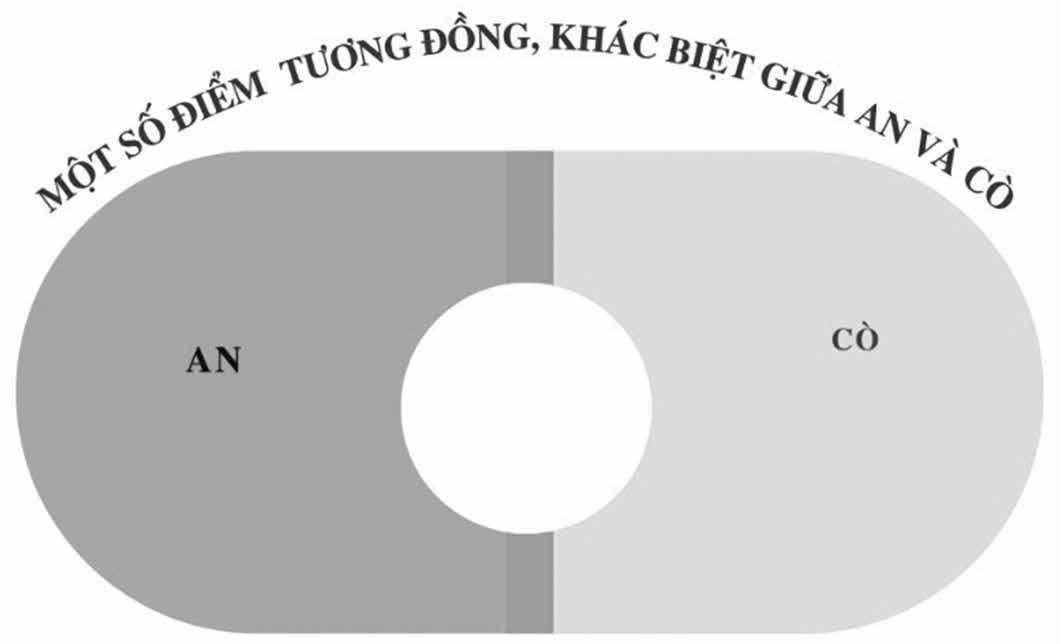 MỘT SỐ ĐIỂM TƯƠNG ĐỒNG, KHÁC BIỆT GIỮA AN VÀ CÒ
AN
CÒ